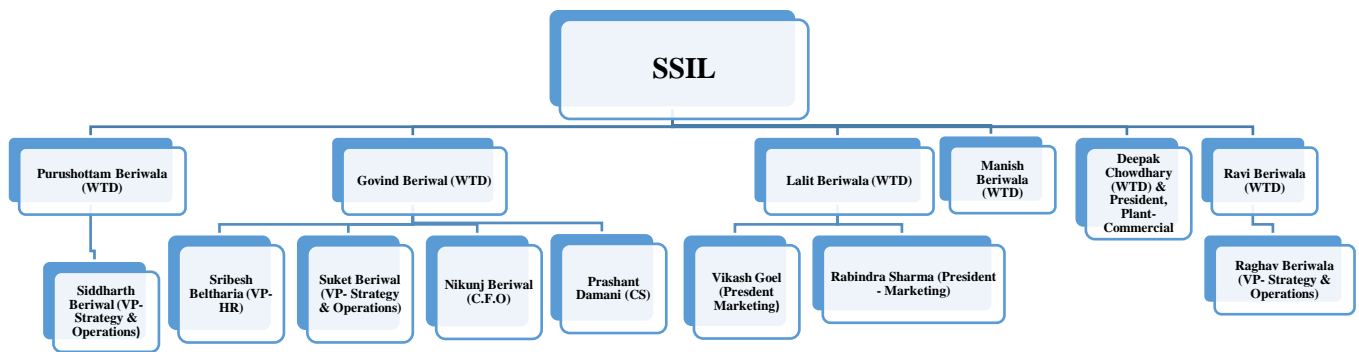 SSIL
Purushottam Beriwala
(WTD)
Govind Beriwal (WTD)
Lalit Beriwala (WTD)
Manish
Beriwala
(WTD)
Deepak
Chowdhary
(WTD) &
President,
Plant-
Commercial
Ravi Beriwala
(WTD)
Siddharth
Beriwal (VP-
Strategy &
Operations)
Sribesh
Beltharia (VP-
HR)
Suket Beriwal
(VP- Strategy
& Operations)
Nikunj Beriwal
(C.F.O)
Prashant
Damani (CS)
Vikash Goel
(Presdent
Marketing)
Rabindra Sharma (President
- Marketing)
Raghav Beriwala
(VP- Strategy &
Operations)